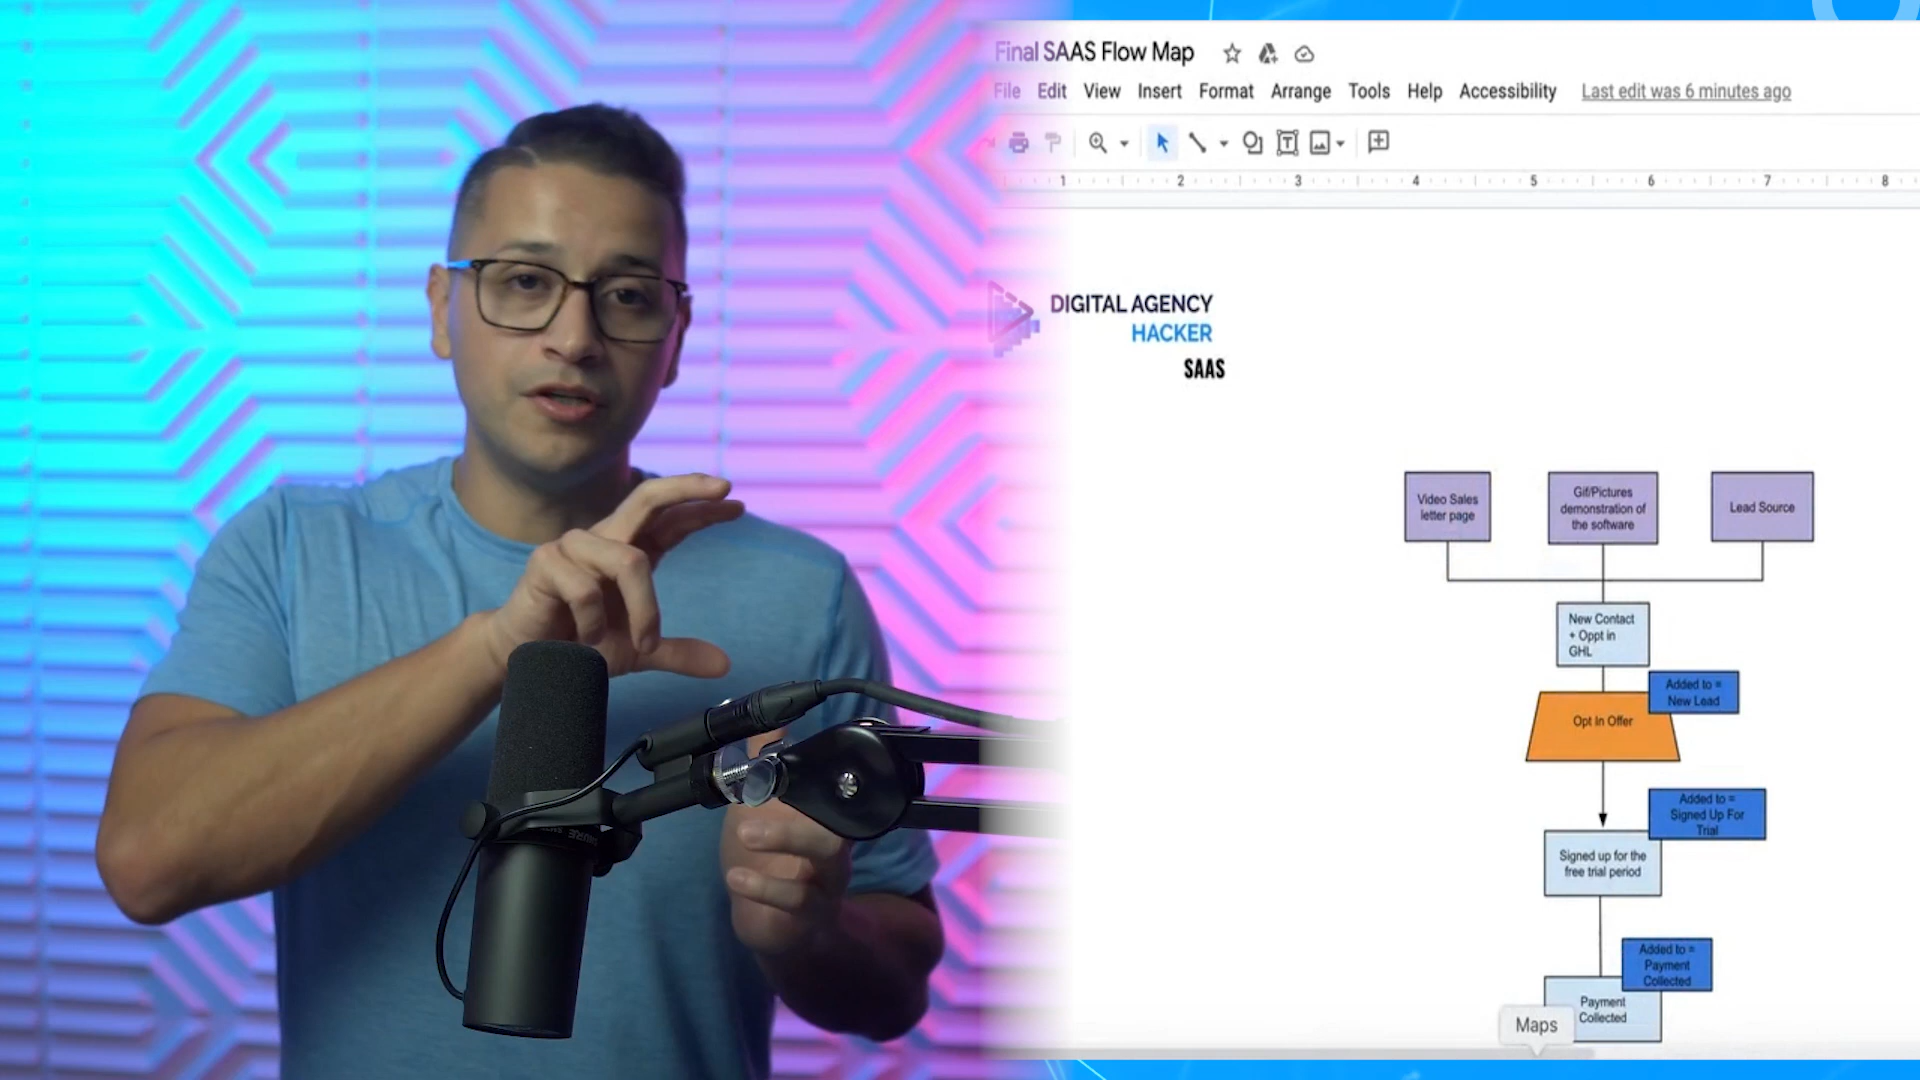 Final SAAS Flow Map
File Edit View Insert Format Arrange Tools Help Accessibility Last edit was 6 minutes ago
1 2 3 4 5 6 7 8
DIGITAL AGENCY
HACKER
SAAS
Video Sales
letter page
Gif/Pictures
demonstration of
the software
Lead Source
New Contact
+ Oppt in
GHL
Added to =
New Lead
Opt In Offer
Added to =
Signed Up For
Trial
Signed up for the
free trial period
Added to =
Payment
Collected
Payment
Collected
Maps
SHURE